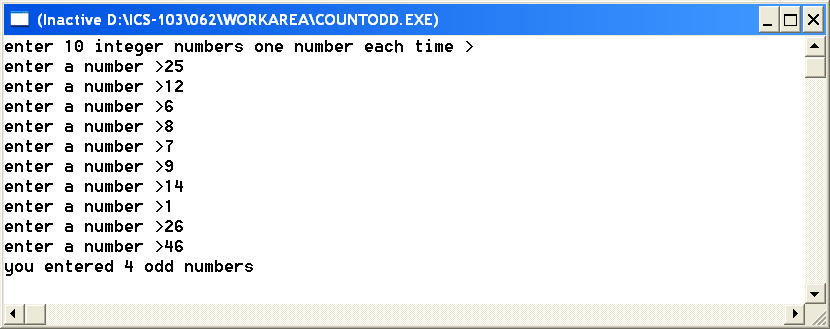 (Inactive D:\ICS-103\062\WORKAREA\COUNTODD.EXE)
enter 10 integer numbers one number each time >
enter a number >25
enter a number >12
enter a number >6
enter a number >8
enter a number >7
enter a number >9
enter a number >14
enter a number >1
enter a number >26
enter a number >46
you entered 4 odd numbers